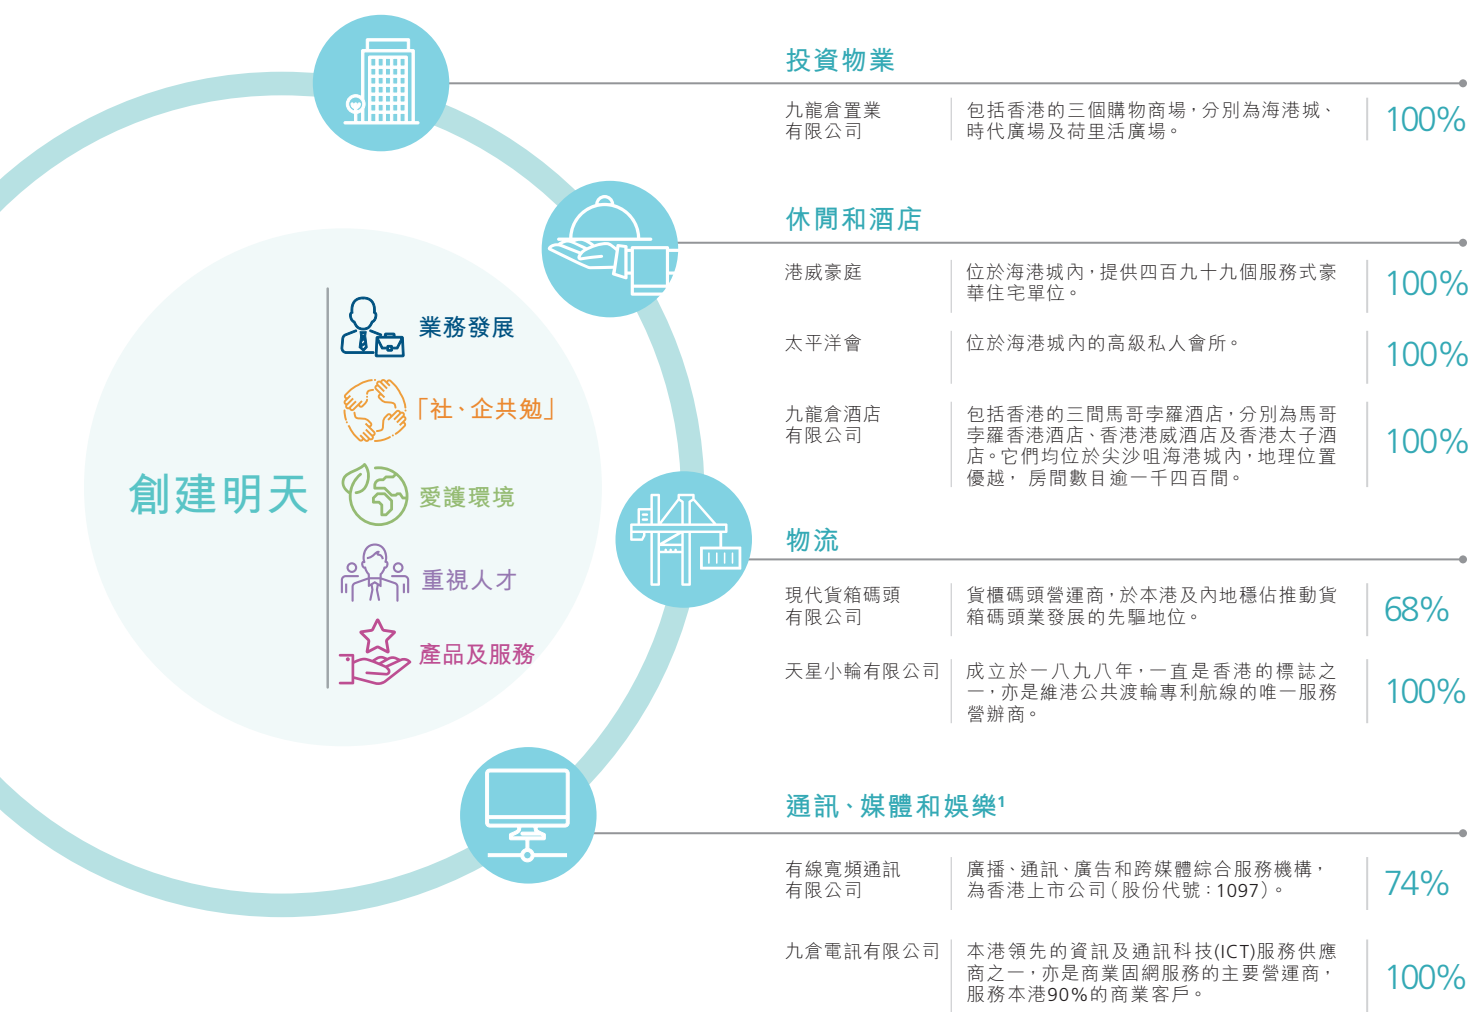 創建明天
業務發展
「社、企共勉」
愛護環境
重視人才
產品及服務
投資物業
九龍倉置業
有限公司
包括香港的三個購物商場，分別為海港城、
時代廣場及荷里活廣場。
100%
休閒和酒店
港威豪庭
位於海港城內，提供四百九十九個服務式豪
華住宅單位。
100%
太平洋會
位於海港城內的高級私人會所。
100%
九龍倉酒店
有限公司
包括香港的三間馬哥孛羅酒店，分別為馬哥
孛羅香港酒店、香港港威酒店及香港太子酒
店。它們均位於尖沙咀海港城內，地理位置
優越， 房間數目逾一千四百間。
100%
物流
現代貨箱碼頭
有限公司
貨櫃碼頭營運商，於本港及內地穩佔推動貨
箱碼頭業發展的先驅地位。
68%
天星小輪有限公司
成立於一八九八年，一直是香港的標誌之
一，亦是維港公共渡輪專利航線的唯一服務
營辦商。
100%
通訊、媒體和娛樂¹
有線寬頻通訊
有限公司
廣播、通訊、廣告和跨媒體綜合服務機構，
為香港上市公司（股份代號：1097）。
74%
九倉電訊有限公司
本港領先的資訊及通訊科技(ICT)服務供應
商之一，亦是商業固網服務的主要營運商，
服務本港90%的商業客戶。
100%